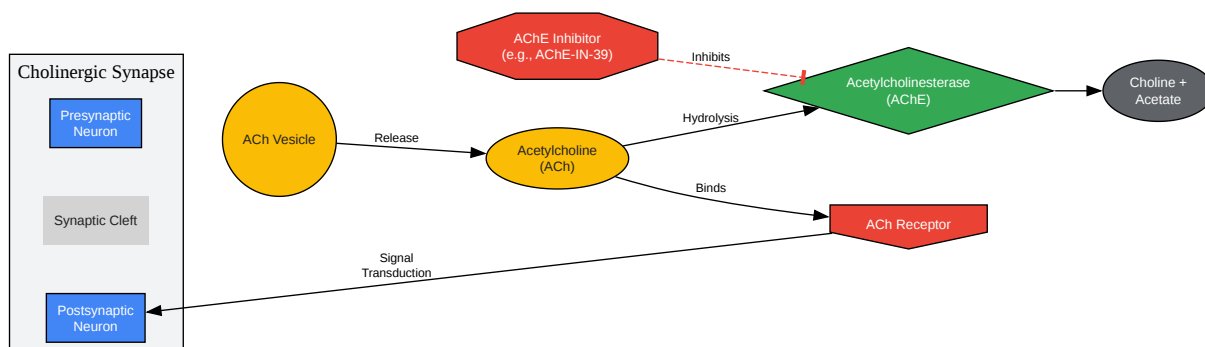 Cholinergic Synapse
Presynaptic
Neuron
Synaptic Cleft
Postsynaptic
Neuron
ACh Vesicle
Release
Acetylcholine
(ACh)
AChE Inhibitor
(e.g., AChE-IN-39)
Inhibits
Hydrolysis
Acetylcholinesterase
(AChE)
Choline +
Acetate
Binds
ACh Receptor
Signal
Transduction